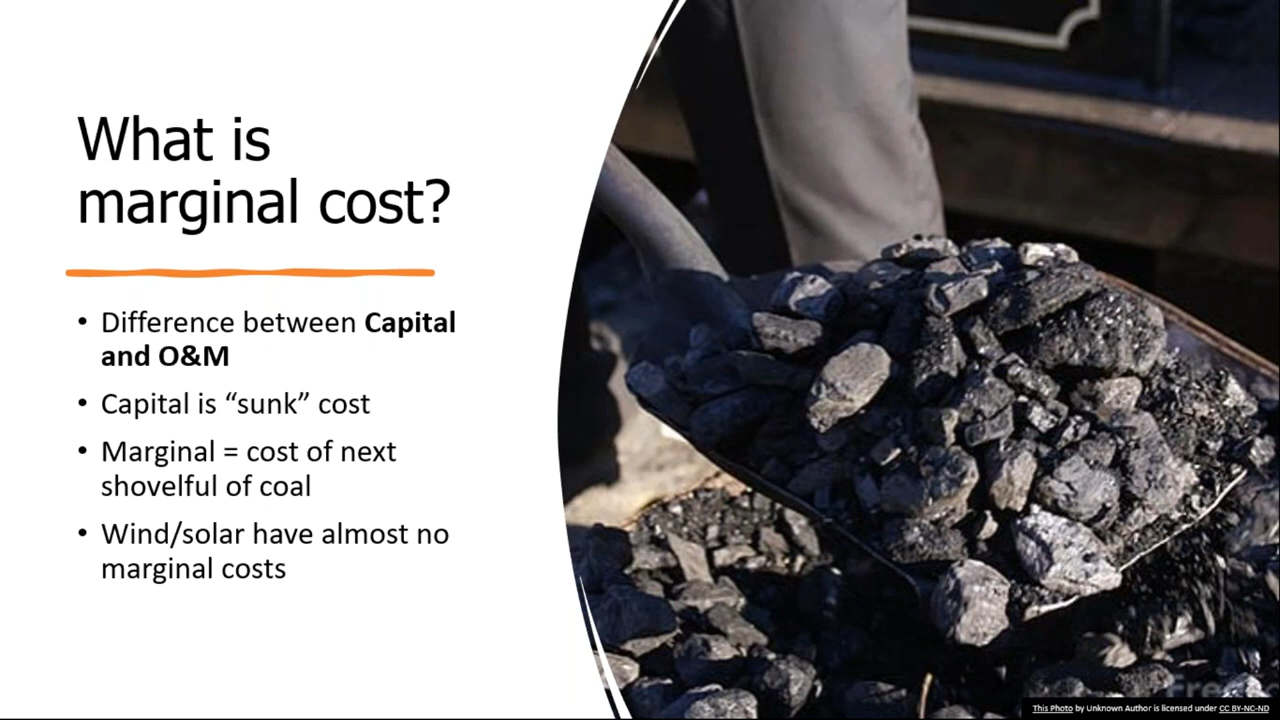 What is
marginal cost?
• Difference between Capital
and O&M
• Capital is “sunk” cost
• Marginal = cost of next
shovelful of coal
• Wind/solar have almost no
marginal costs
This Photo by Unknown Author is licensed under CC BY-NC-ND